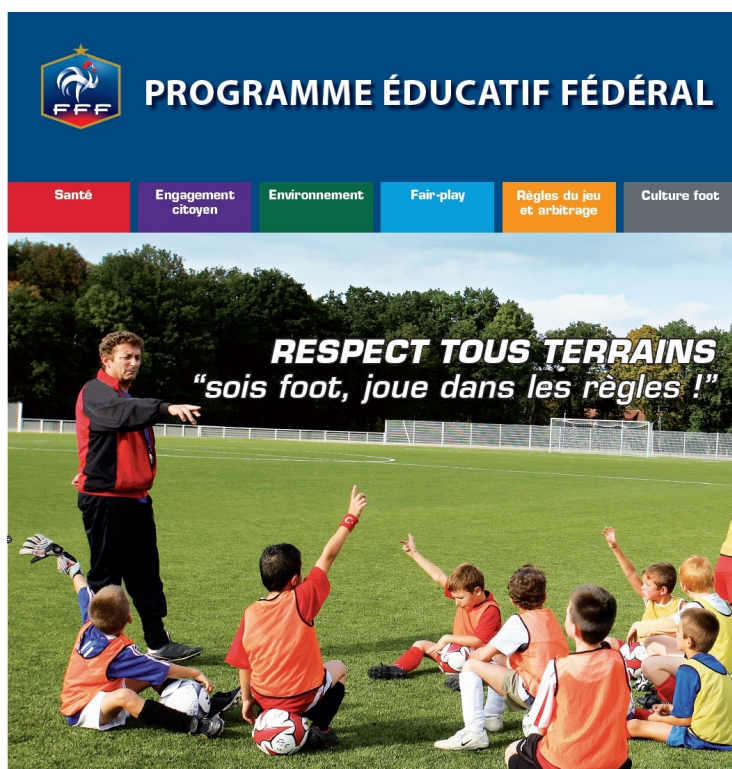 FFF
PROGRAMME ÉDUCATIF FÉDÉRAL
Santé
Engagement
citoyen
Environnement
Fair-play
Règles du jeu
et arbitrage
Culture foot
RESPECT TOUS TERRAINS
“sois foot, joue dans les règles !”